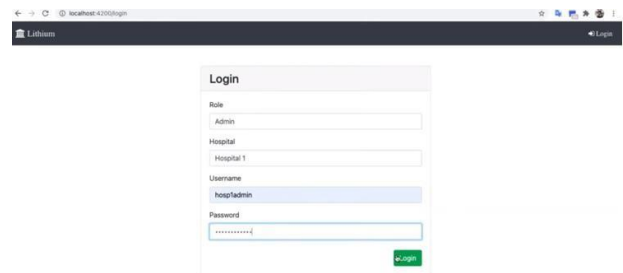 localhost:4200/login
Lithium
Login
Login
Role
Admin
Hospital
Hospital 1
Username
hosp1admin
Password
••••••••••••
Login